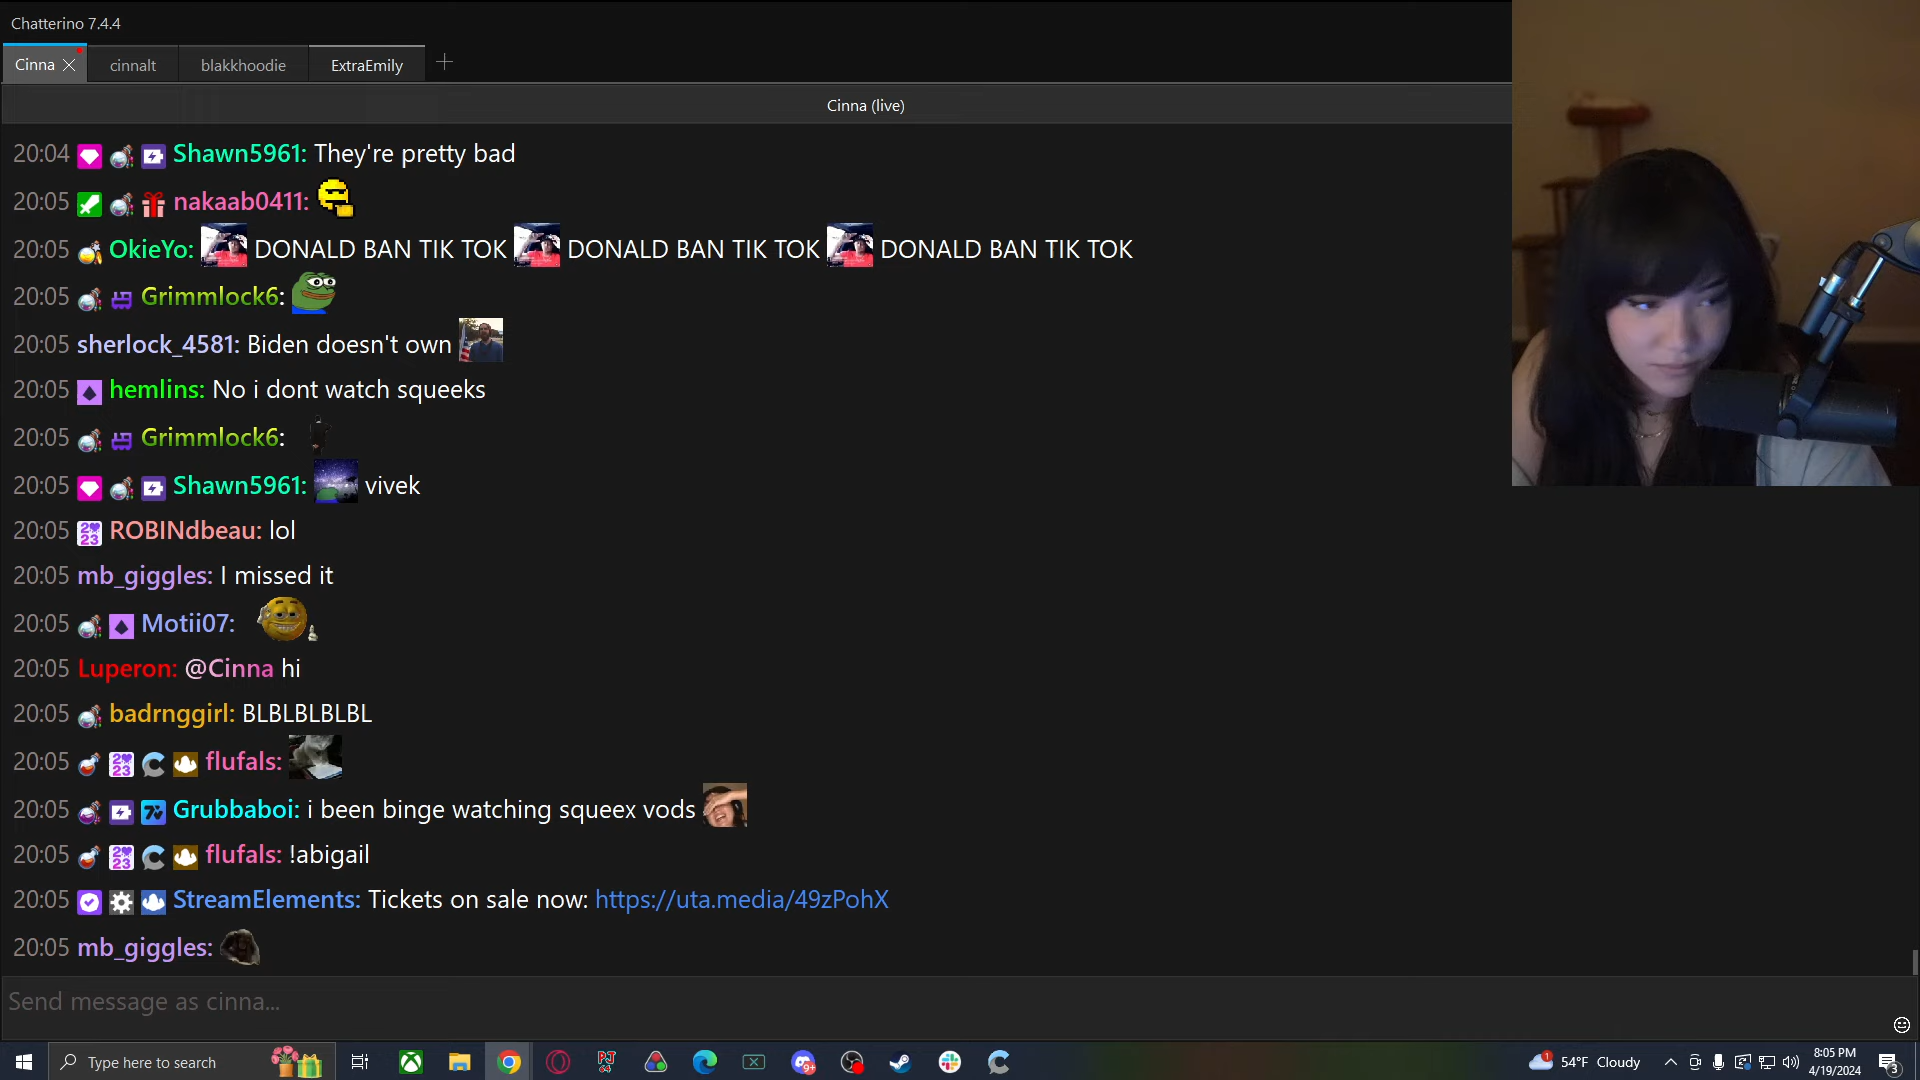 Chatterino 7.4.4
Cinna
cinnalt
blakkhoodie
ExtraEmily
Cinna (live)
20:04 Shawn5961: They're pretty bad
20:05 nakaab0411:
20:05 OkieYo: DONALD BAN TIK TOK DONALD BAN TIK TOK DONALD BAN TIK TOK
20:05 Grimmlock6:
20:05 sherlock_4581: Biden doesn't own
20:05 hemlins: No i dont watch squeeks
20:05 Grimmlock6:
20:05 Shawn5961: vivek
20:05 ROBINdbeau: lol
20:05 mb_giggles: I missed it
20:05 Motii07:
20:05 Luperon: @Cinna hi
20:05 badrnggirl: BLBLBLBLBL
20:05 flufals:
20:05 Grubbaboi: i been binge watching squeex vods
20:05 flufals: !abigail
20:05 StreamElements: Tickets on sale now: https://uta.media/49zPohX
20:05 mb_giggles:
Send message as cinna...
Type here to search
54°F Cloudy
8:05 PM
4/19/2024